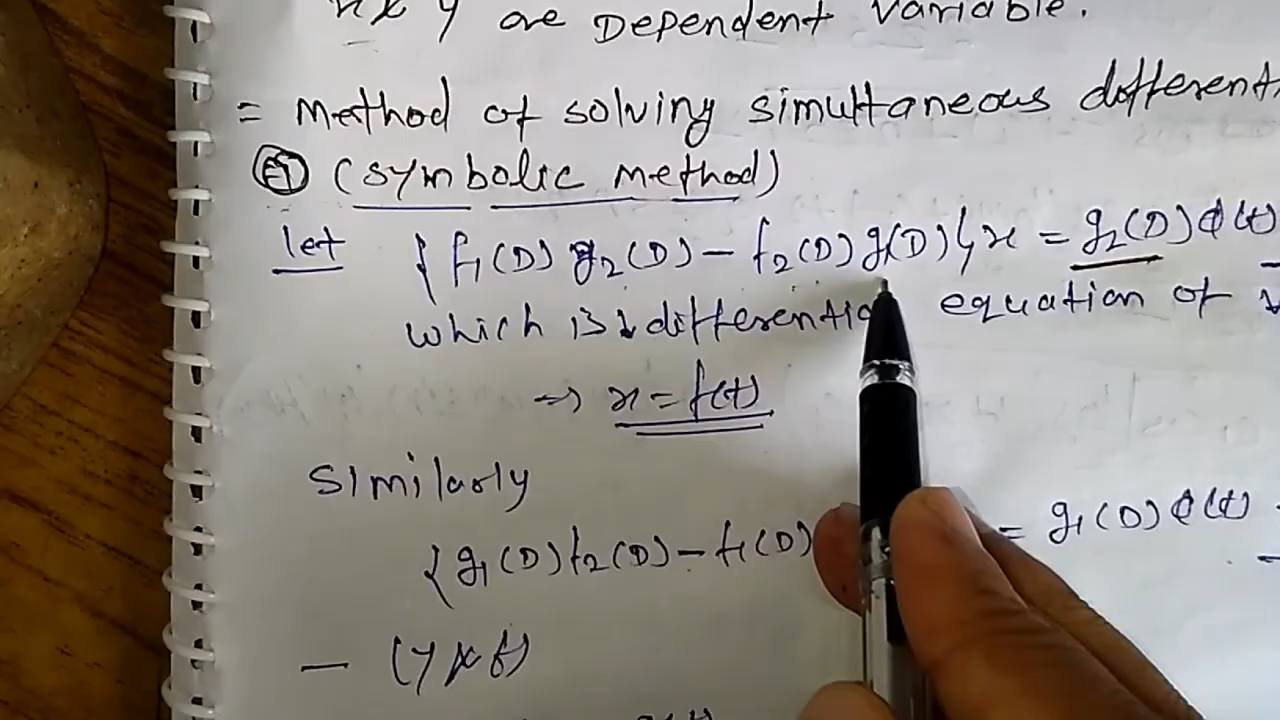 x & y are Dependent Variable.
= Method of solving simultaneous different
(symbolic method)
let {f₁(D) g₂(D) – f₂(D) g₁(D)}x = g₂(D) ϕ(t)
which is differential equation of
⇒ x = f(t)
Similarly
{g₁(D) f₂(D) – f₁(D) = g₁(D) ϕ(t) -
— (y & t)